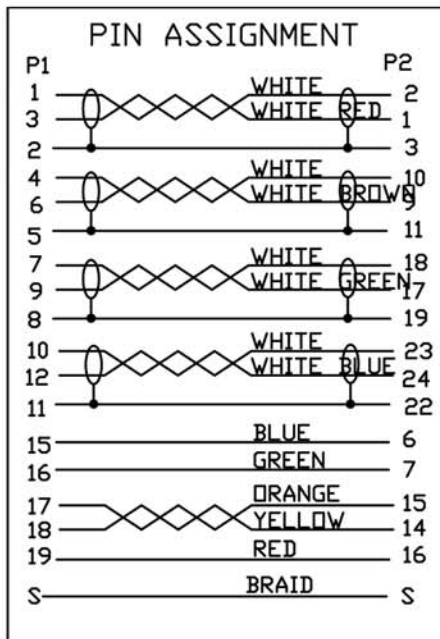 PIN ASSIGNMENT
P1 P2
1 WHITE 2
3 WHITE RED 1
2 3
4 WHITE 10
6 WHITE BROWN 9
5 11
7 WHITE 18
9 WHITE GREEN 17
8 19
10 WHITE 23
12 WHITE BLUE 24
11 22
15 BLUE 6
16 GREEN 7
17 ORANGE 15
18 YELLOW 14
19 RED 16
S BRAID S